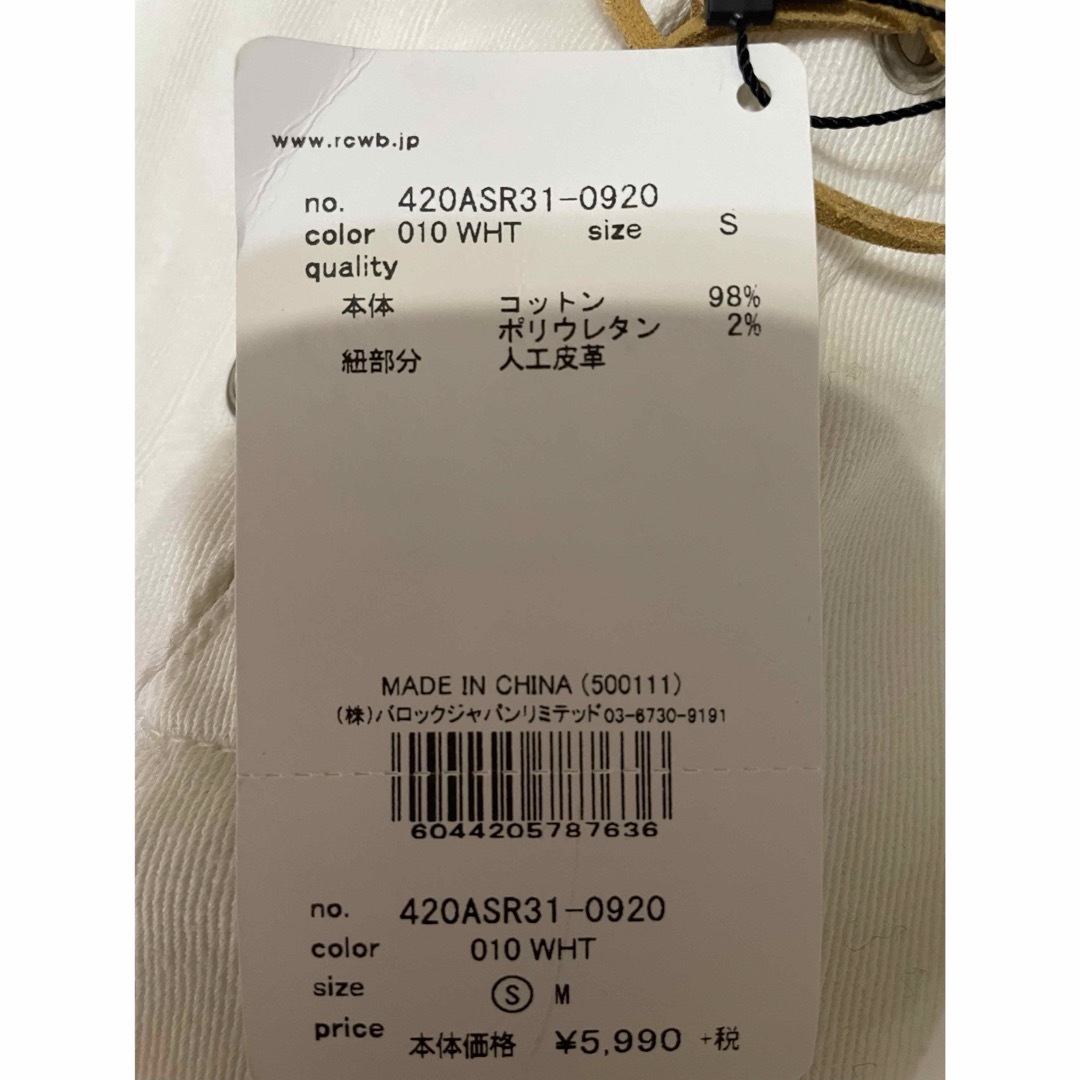 www.rcwb.jp
no. 420ASR31-0920
color 010 WHT size S
quality
本体 コットン 98%
ポリウレタン 2%
紐部分 人工皮革
MADE IN CHINA (500111)
(株)バロックジャパンリミテッド03-6730-9191
6044205787636
no. 420ASR31-0920
color 010 WHT
size Ⓢ M
price 本体価格 ¥5,990 +税